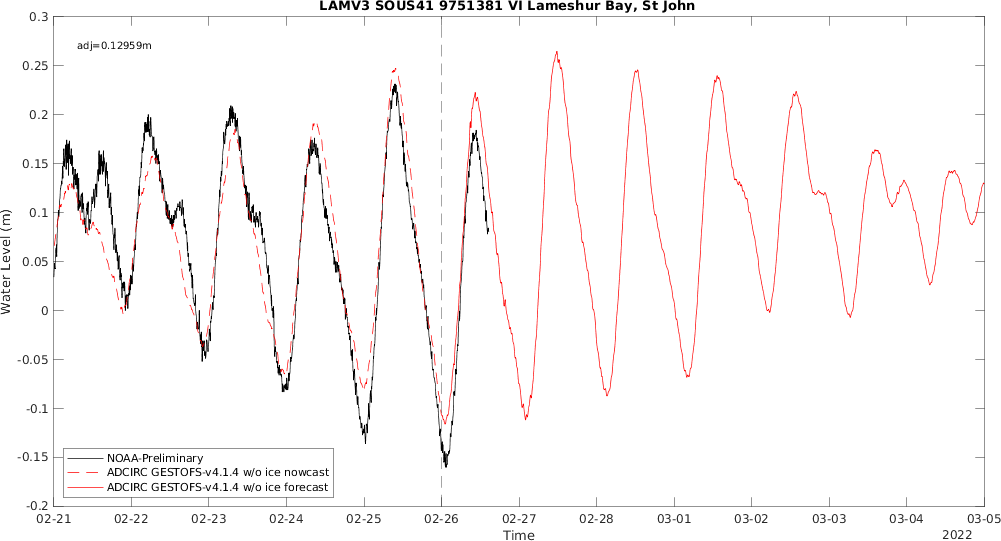 LAMV3 SOUS41 9751381 VI Lameshur Bay, St John
0.3
0.25
0.2
0.15
0.1
0.05
0
-0.05
-0.1
-0.15
-0.2
Water Level (m)
adj=0.12959m
NOAA-Preliminary
ADCIRC GESTOFS-v4.1.4 w/o ice nowcast
ADCIRC GESTOFS-v4.1.4 w/o ice forecast
02-21 02-22 02-23 02-24 02-25 02-26 02-27 02-28 03-01 03-02 03-03 03-04 03-05
Time
2022